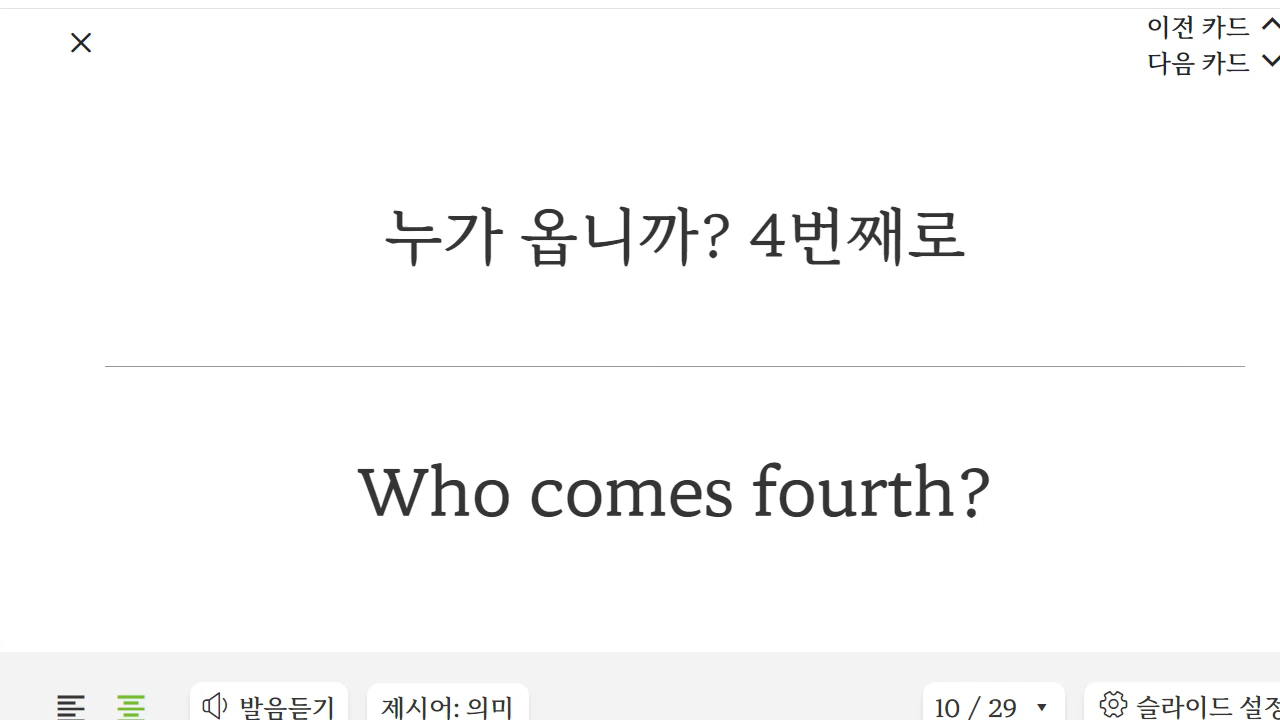 이전 카드
다음 카드
누가 옵니까? 4번째로
Who comes fourth?
발음듣기
제시어: 의미
10 / 29
슬라이드 설정